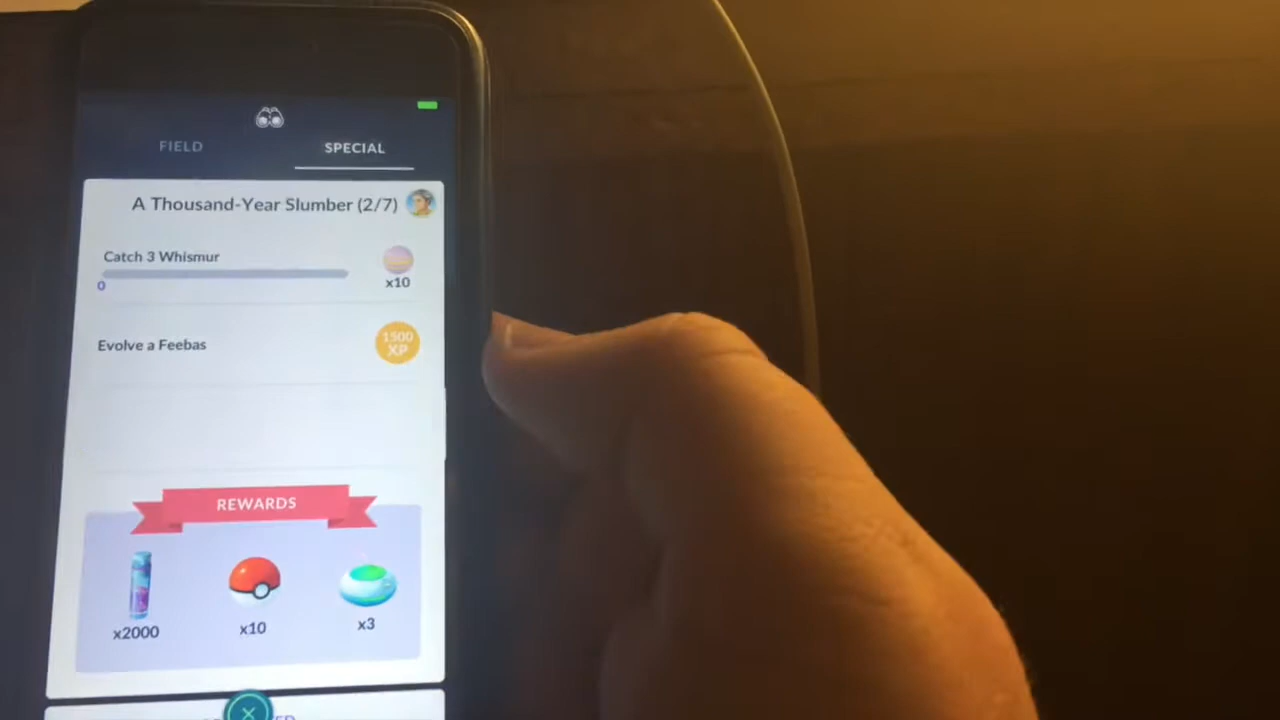 FIELD
SPECIAL
A Thousand-Year Slumber (2/7)
Catch 3 Whismur
0
x10
Evolve a Feebas
1500
XP
REWARDS
x2000
x10
x3